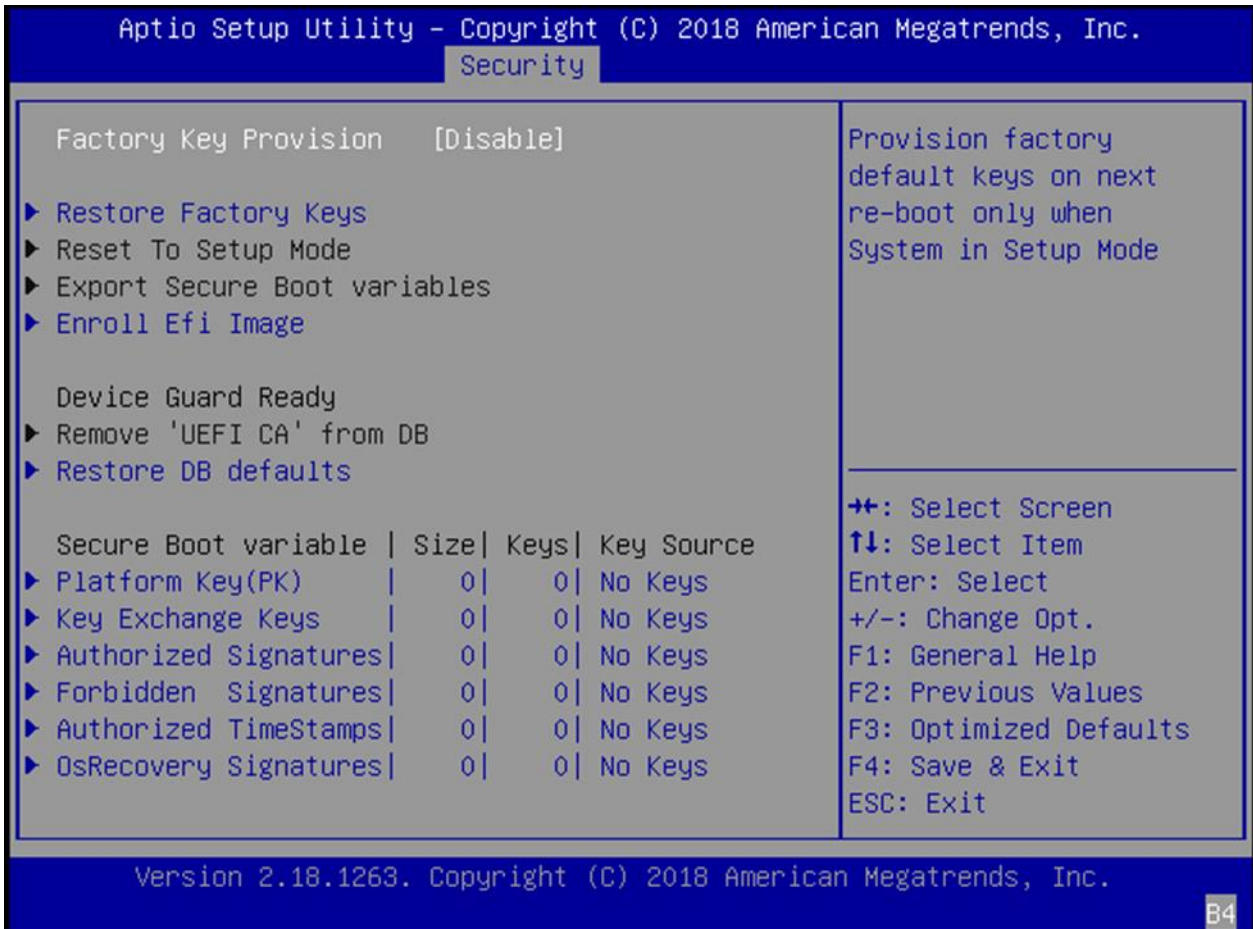 Aptio Setup Utility – Copyright (C) 2018 American Megatrends, Inc.
Security
Factory Key Provision [Disable]
▶ Restore Factory Keys
▶ Reset To Setup Mode
▶ Export Secure Boot variables
▶ Enroll Efi Image
Device Guard Ready
▶ Remove 'UEFI CA' from DB
▶ Restore DB defaults
Secure Boot variable | Size| Keys| Key Source
▶ Platform Key(PK) | 0| 0| No Keys
▶ Key Exchange Keys | 0| 0| No Keys
▶ Authorized Signatures| 0| 0| No Keys
▶ Forbidden Signatures| 0| 0| No Keys
▶ Authorized TimeStamps| 0| 0| No Keys
▶ OsRecovery Signatures| 0| 0| No Keys
Provision factory
default keys on next
re-boot only when
System in Setup Mode
→←: Select Screen
↑↓: Select Item
Enter: Select
+/-: Change Opt.
F1: General Help
F2: Previous Values
F3: Optimized Defaults
F4: Save & Exit
ESC: Exit
Version 2.18.1263. Copyright (C) 2018 American Megatrends, Inc.
B4